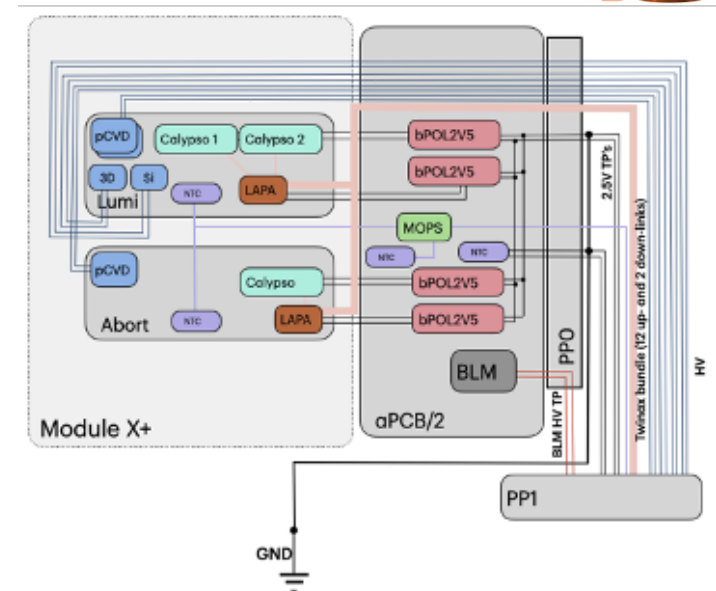 pCVD
Calypso 1
Calypso 2
bPOL2V5
3D
Si
NTC
LAPA
bPOL2V5
Lumi
MOPS
NTC
NTC
pCVD
Calypso
bPOL2V5
Abort
NTC
LAPA
bPOL2V5
BLM
PP0
Module X+
aPCB/2
2.5V TP's
Twinax bundle (12 up- and 2 down-links)
HV
BLM HV TP
PP1
GND